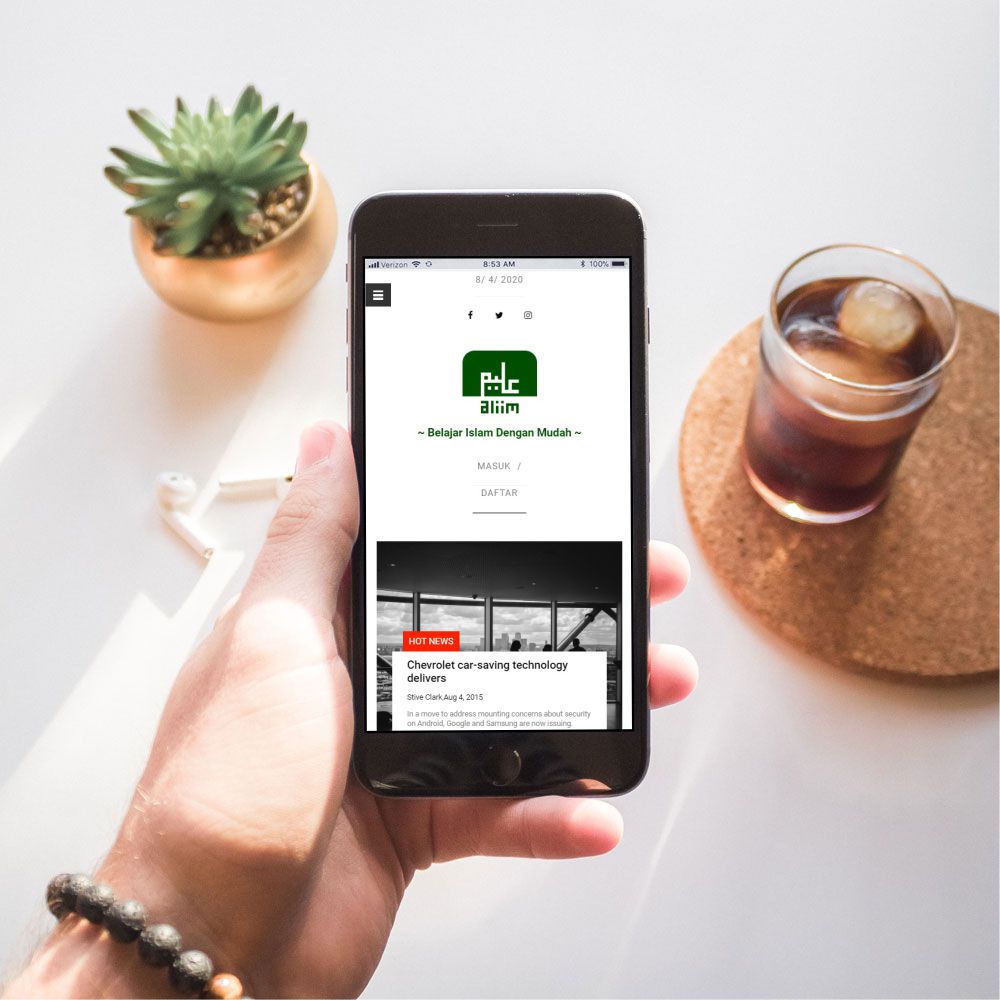 Verizon 8:53 AM 100%
8/ 4/ 2020
عليم
aliim
~ Belajar Islam Dengan Mudah ~
MASUK /
DAFTAR
HOT NEWS
Chevrolet car-saving technology
delivers
Stive Clark,Aug 4, 2015
In a move to address mounting concerns about security
on Android, Google and Samsung are now issuing.